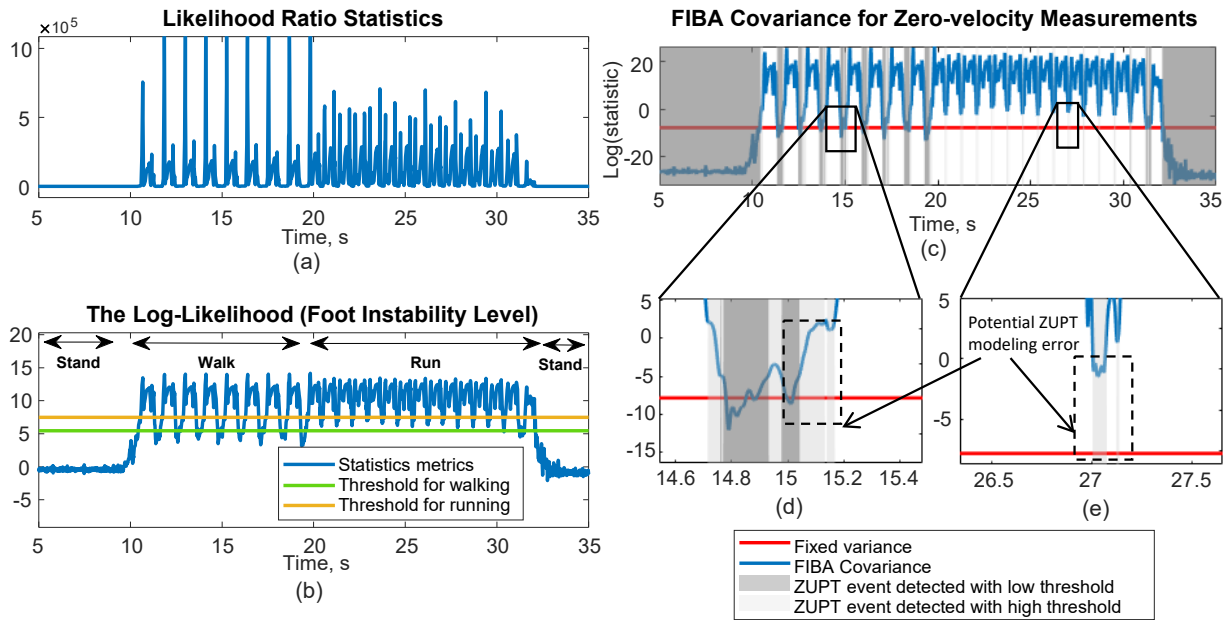 Likelihood Ratio Statistics
×10⁵
10
5
0
5 10 15 20 25 30 35
Time, s
(a)
The Log-Likelihood (Foot Instability Level)
20
15
10
5
0
-5
Stand
Walk
Run
Stand
Statistics metrics
Threshold for walking
Threshold for running
5 10 15 20 25 30 35
Time, s
(b)
FIBA Covariance for Zero-velocity Measurements
Log(statistic)
20
0
-20
5 10 15 20 25 30 35
Time, s
(c)
5
0
-5
-10
-15
14.6 14.8 15 15.2 15.4
(d)
Potential ZUPT
modeling error
5
0
-5
26.5 27 27.5
(e)
Fixed variance
FIBA Covariance
ZUPT event detected with low threshold
ZUPT event detected with high threshold